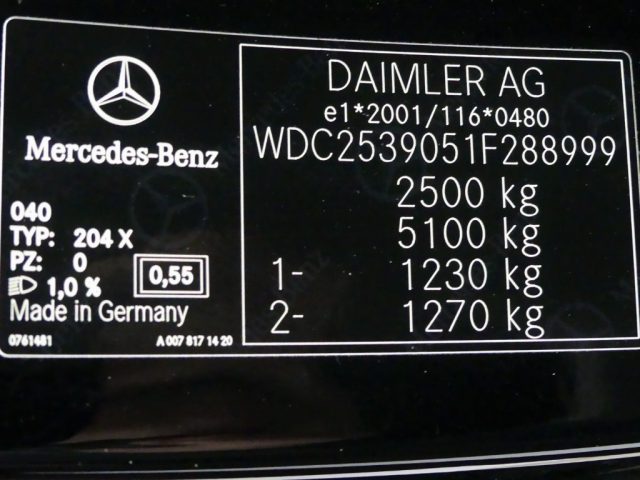 Mercedes-Benz
040
TYP: 204 X
PZ: 0
1,0 %
0,55
Made in Germany
0761481
A 007 817 14 20
DAIMLER AG
e1*2001/116*0480
WDC2539051F288999
2500 kg
5100 kg
1- 1230 kg
2- 1270 kg